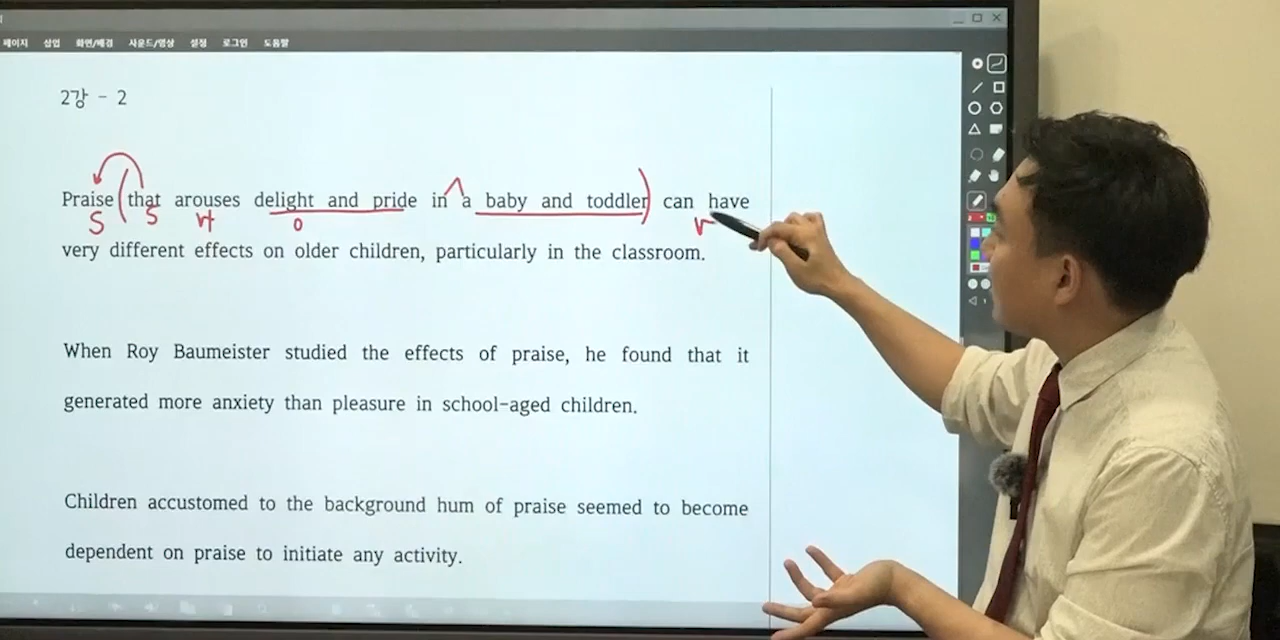 페이지 삽입 화면/배경 사운드/영상 설정 로그인 도움말
2강 - 2
Praise (that arouses delight and pride in a baby and toddler) can have
S S vt o v
very different effects on older children, particularly in the classroom.
When Roy Baumeister studied the effects of praise, he found that it
generated more anxiety than pleasure in school-aged children.
Children accustomed to the background hum of praise seemed to become
dependent on praise to initiate any activity.